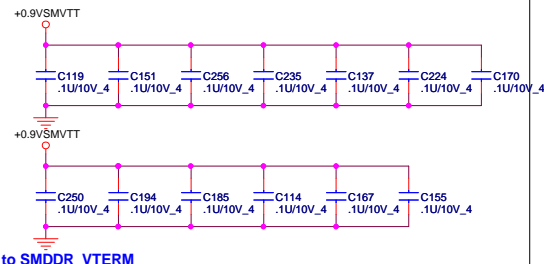 +0.9VSMVTT
C119 C151 C256 C235 C137 C224 C170
.1U/10V_4 .1U/10V_4 .1U/10V_4 .1U/10V_4 .1U/10V_4 .1U/10V_4 .1U/10V_4
+0.9VSMVTT
C250 C194 C185 C114 C167 C155
.1U/10V_4 .1U/10V_4 .1U/10V_4 .1U/10V_4 .1U/10V_4 .1U/10V_4
to SMDDR_VTERM